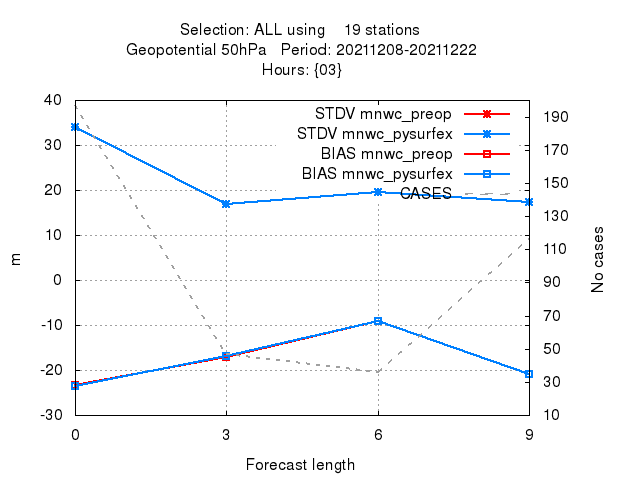 Selection: ALL using    19 stations
Geopotential 50hPa   Period: 20211208-20211222
Hours: {03}
STDV mnwc_preop
STDV mnwc_pysurfex
BIAS mnwc_preop
BIAS mnwc_pysurfex
CASES
40
30
20
10
0
-10
-20
-30
m
190
170
150
130
110
90
70
50
30
10
No cases
0 3 6 9
Forecast length